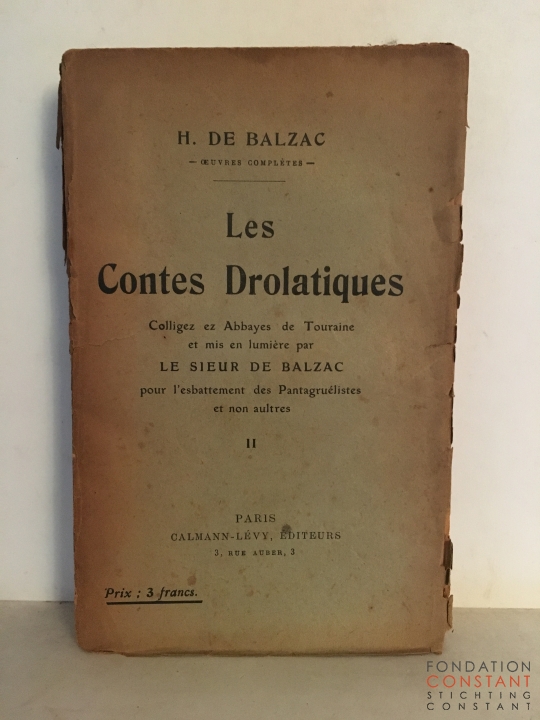 H. DE BALZAC
— ŒUVRES COMPLÈTES —
Les
Contes Drolatiques
Colligez ez Abbayes de Touraine
et mis en lumière par
LE SIEUR DE BALZAC
pour l'esbattement des Pantagruélistes
et non aultres
II
PARIS
CALMANN-LÉVY, ÉDITEURS
3, RUE AUBER, 3
Prix : 3 francs.
FONDATION
CONSTANT
STICHTING
CONSTANT